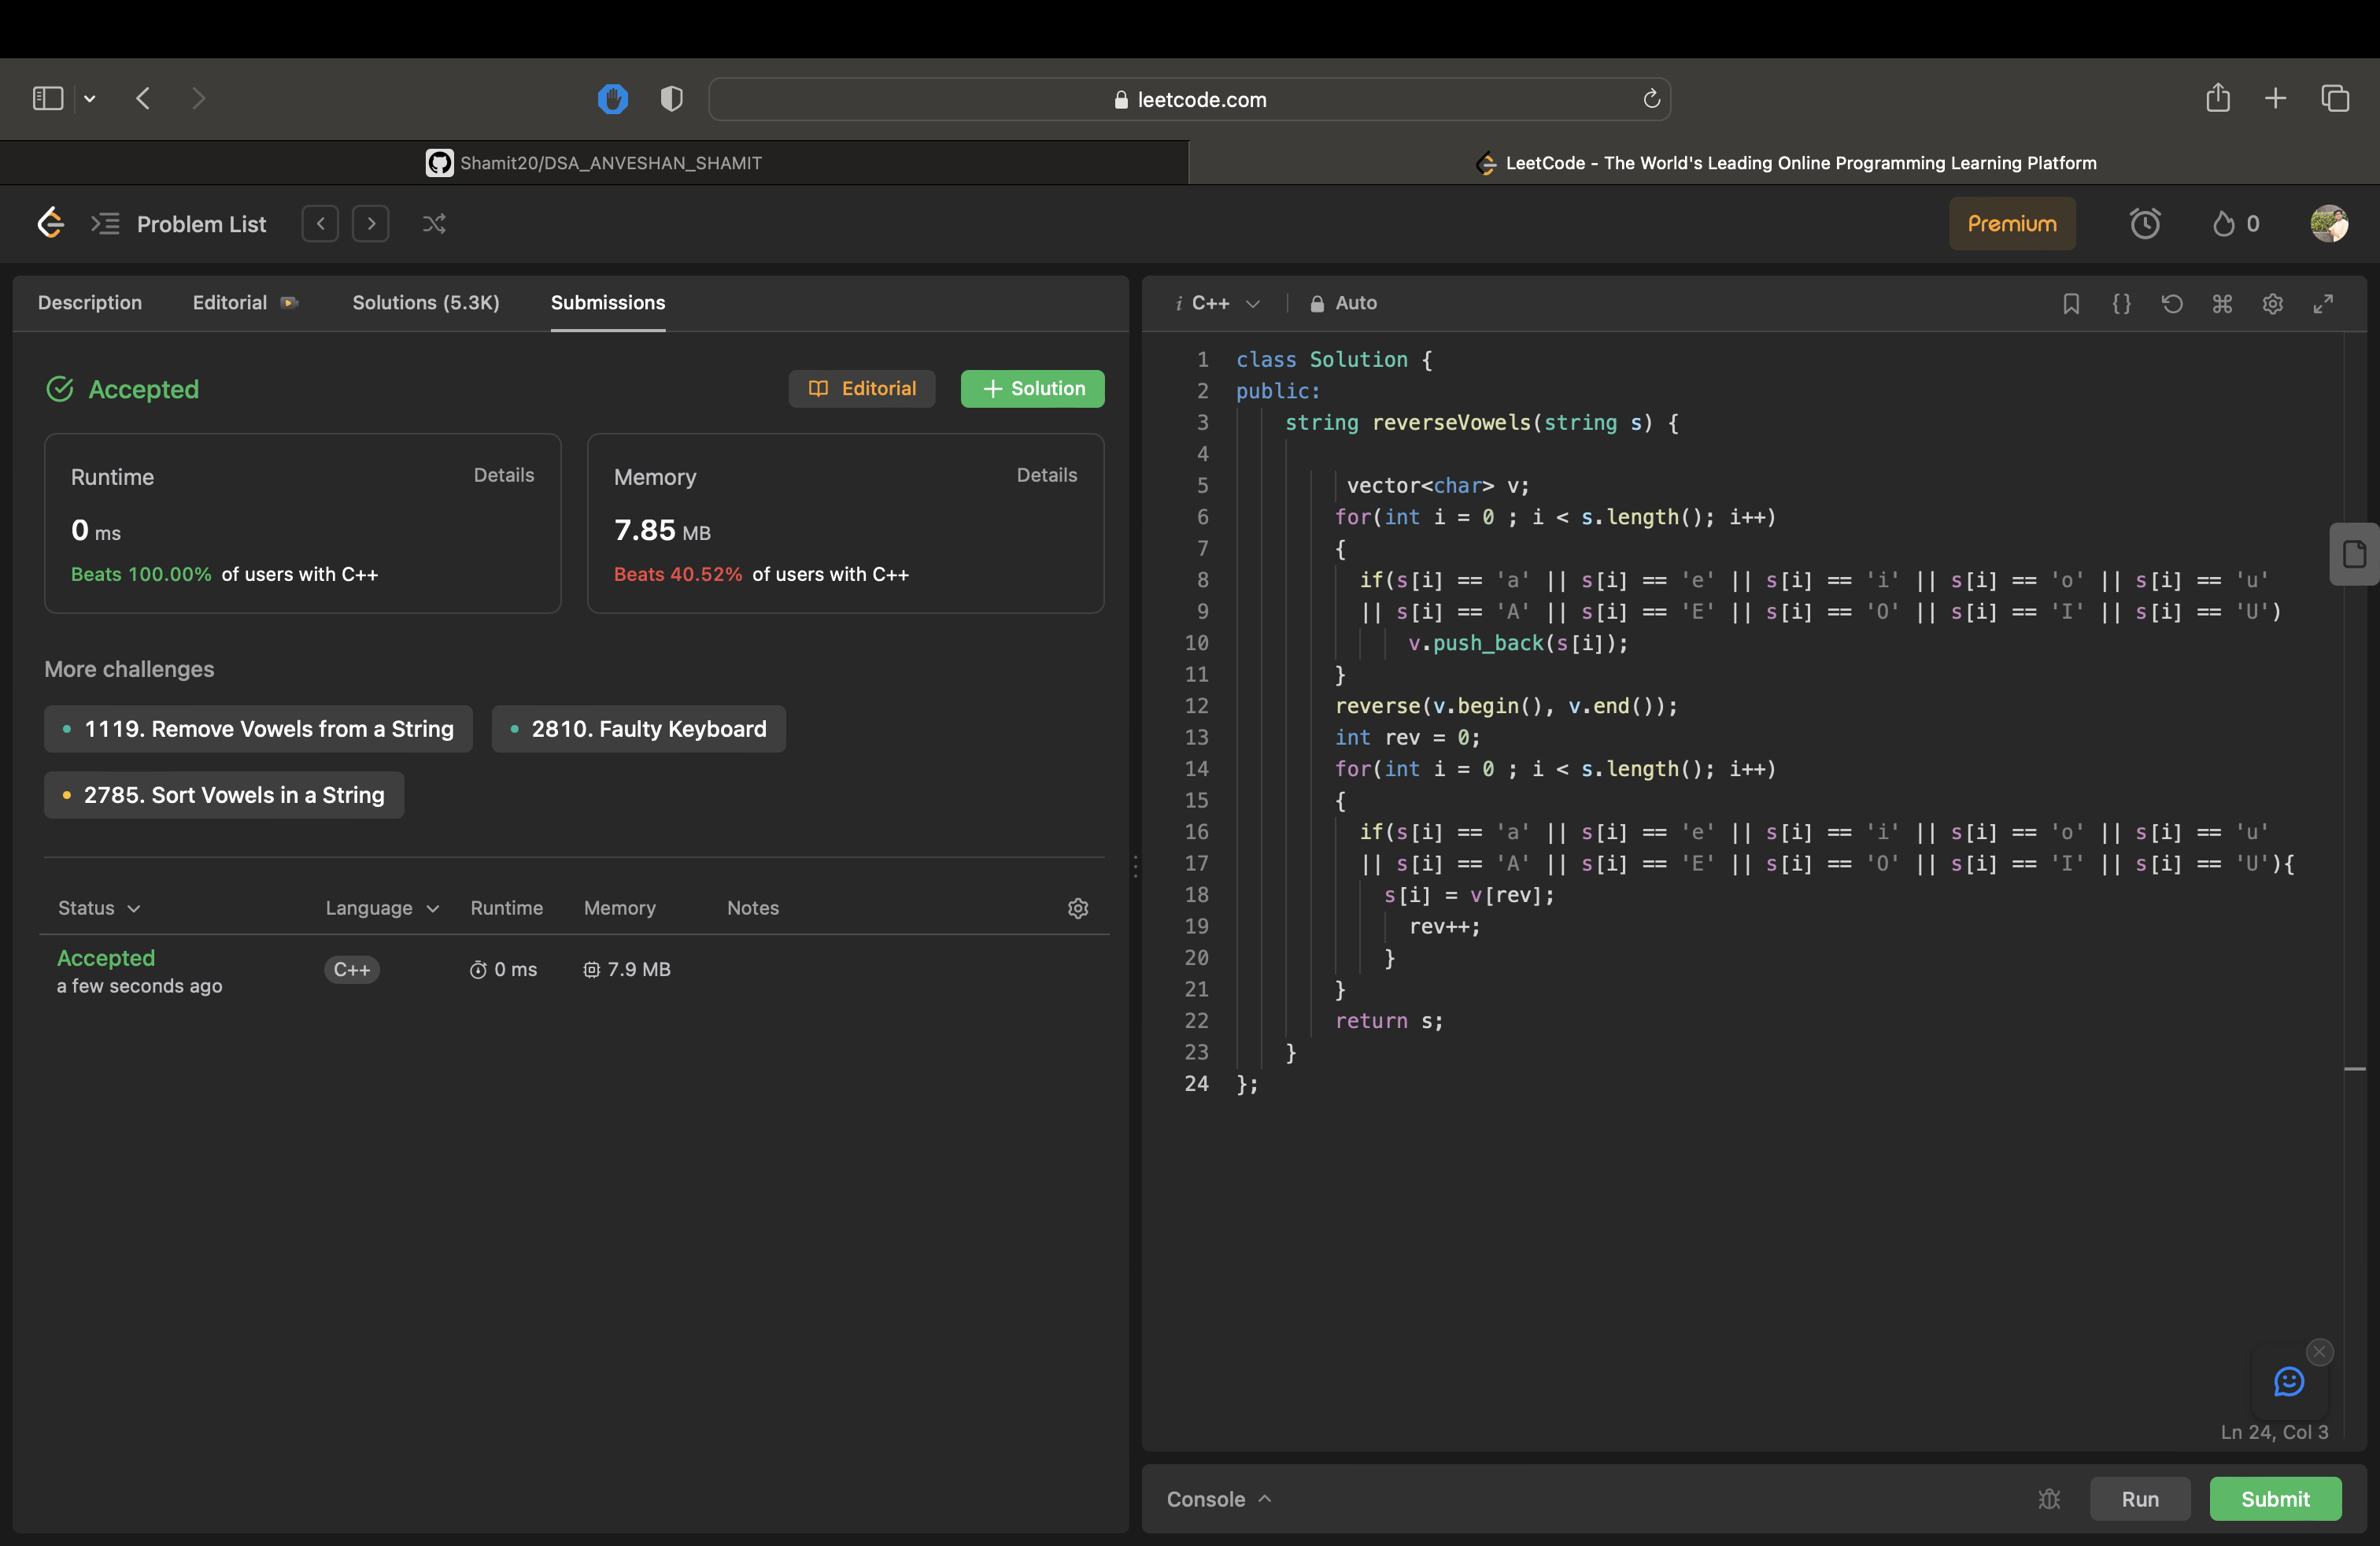 leetcode.com
Shamit20/DSA_ANVESHAN_SHAMIT
LeetCode - The World's Leading Online Programming Learning Platform
Problem List
Premium
0
Description Editorial Solutions (5.3K) Submissions
Accepted
Editorial
+ Solution
Runtime Details
0 ms
Beats 100.00% of users with C++
Memory Details
7.85 MB
Beats 40.52% of users with C++
More challenges
1119. Remove Vowels from a String
2810. Faulty Keyboard
2785. Sort Vowels in a String
Status Language Runtime Memory Notes
Accepted
a few seconds ago
C++ 0 ms 7.9 MB
i C++ Auto
1 class Solution {
2 public:
3 string reverseVowels(string s) {
4
5 vector<char> v;
6 for(int i = 0 ; i < s.length(); i++)
7 {
8 if(s[i] == 'a' || s[i] == 'e' || s[i] == 'i' || s[i] == 'o' || s[i] == 'u'
9 || s[i] == 'A' || s[i] == 'E' || s[i] == 'O' || s[i] == 'I' || s[i] == 'U')
10 v.push_back(s[i]);
11 }
12 reverse(v.begin(), v.end());
13 int rev = 0;
14 for(int i = 0 ; i < s.length(); i++)
15 {
16 if(s[i] == 'a' || s[i] == 'e' || s[i] == 'i' || s[i] == 'o' || s[i] == 'u'
17 || s[i] == 'A' || s[i] == 'E' || s[i] == 'O' || s[i] == 'I' || s[i] == 'U'){
18 s[i] = v[rev];
19 rev++;
20 }
21 }
22 return s;
23 }
24 };
Ln 24, Col 3
Console
Run
Submit